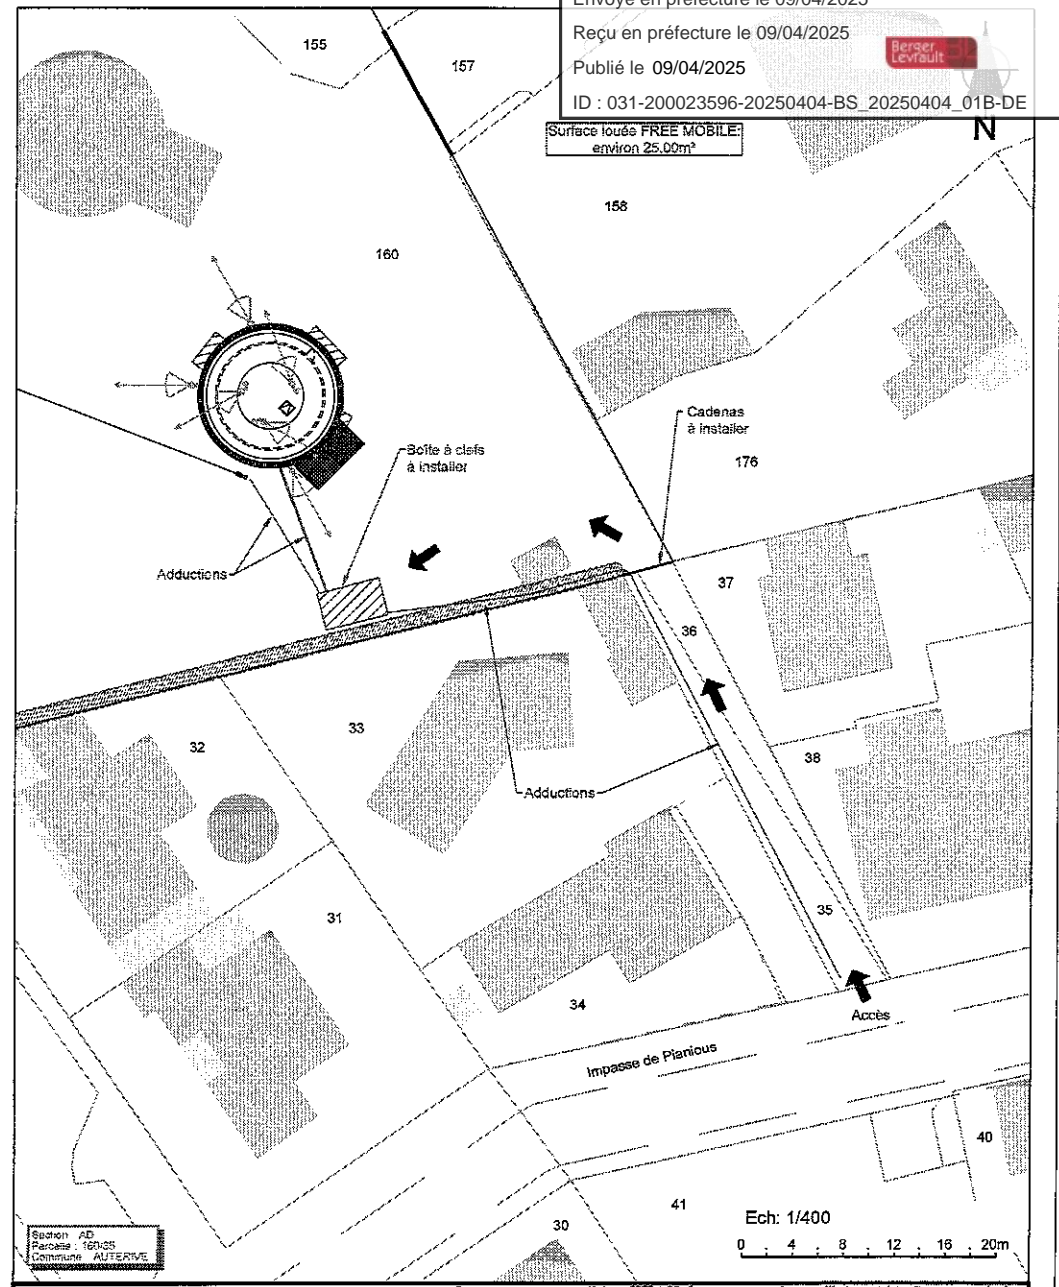 Envoyé en préfecture le 09/04/2025
Reçu en préfecture le 09/04/2025
Publié le 09/04/2025
ID : 031-200023596-20250404-BS_20250404_01B-DE
Berger
Levrault
N
Surface louée FREE MOBILE:
environ 25.00m²
155
157
158
160
Cadenas
à installer
Boîte à clefs
à installer
176
Adductions
37
36
33
32
38
Adductions
31
35
34
Accès
Impasse de Planious
40
41
30
Ech: 1/400
0 4 8 12 16 20m
Section AD
Parcelle : 160/35
Commune AUTERIVE